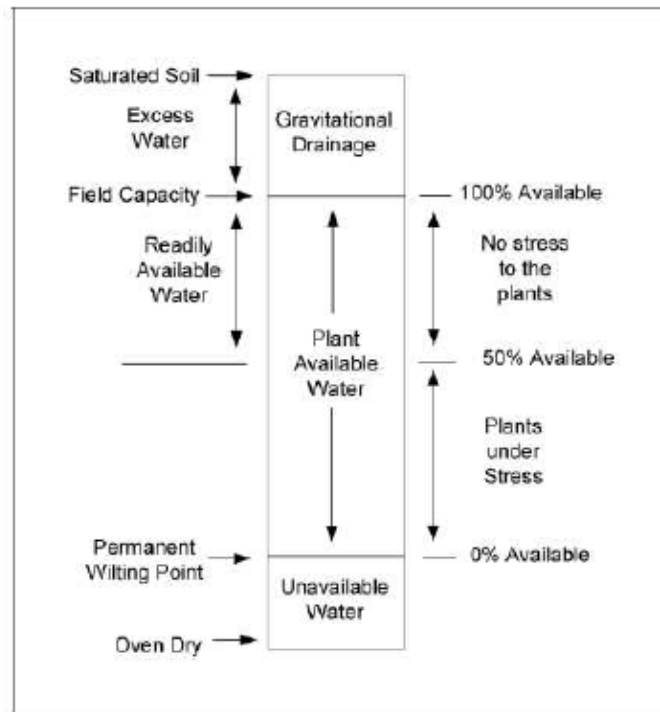 Saturated Soil
Excess
Water
Gravitational
Drainage
Field Capacity
100% Available
Readily
Available
Water
No stress
to the
plants
Plant
Available
Water
50% Available
Plants
under
Stress
Permanent
Wilting Point
0% Available
Unavailable
Water
Oven Dry